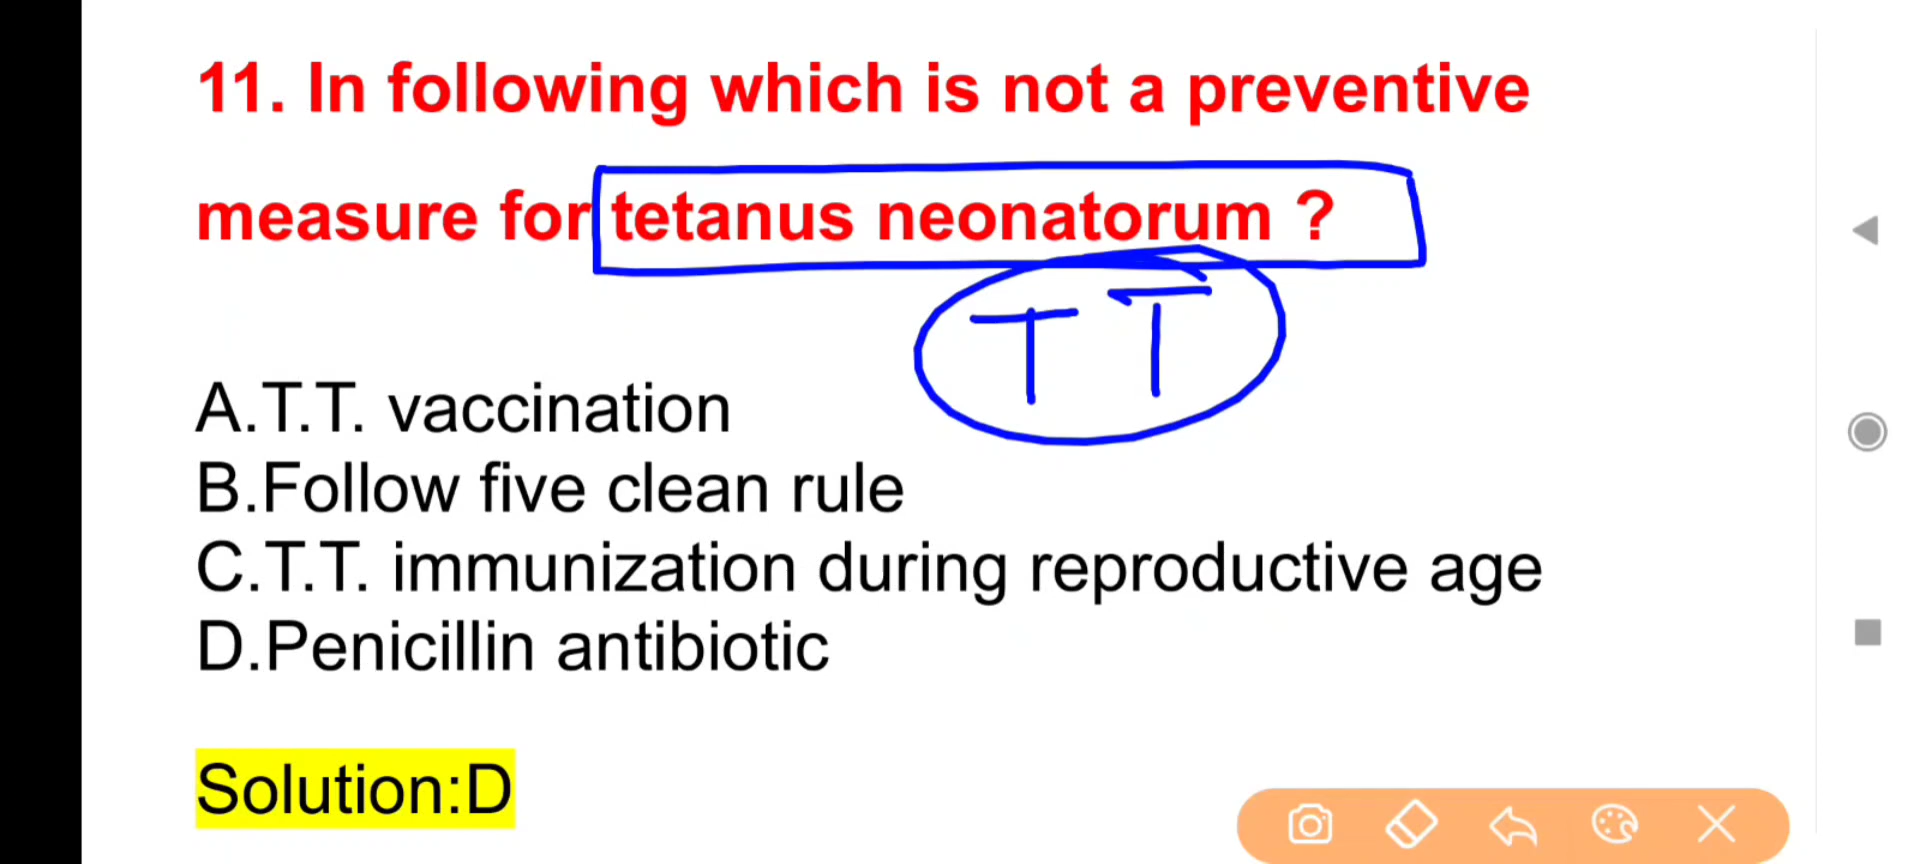 11. In following which is not a preventive
measure for tetanus neonatorum ?
T T
A.T.T. vaccination
B.Follow five clean rule
C.T.T. immunization during reproductive age
D.Penicillin antibiotic
Solution:D